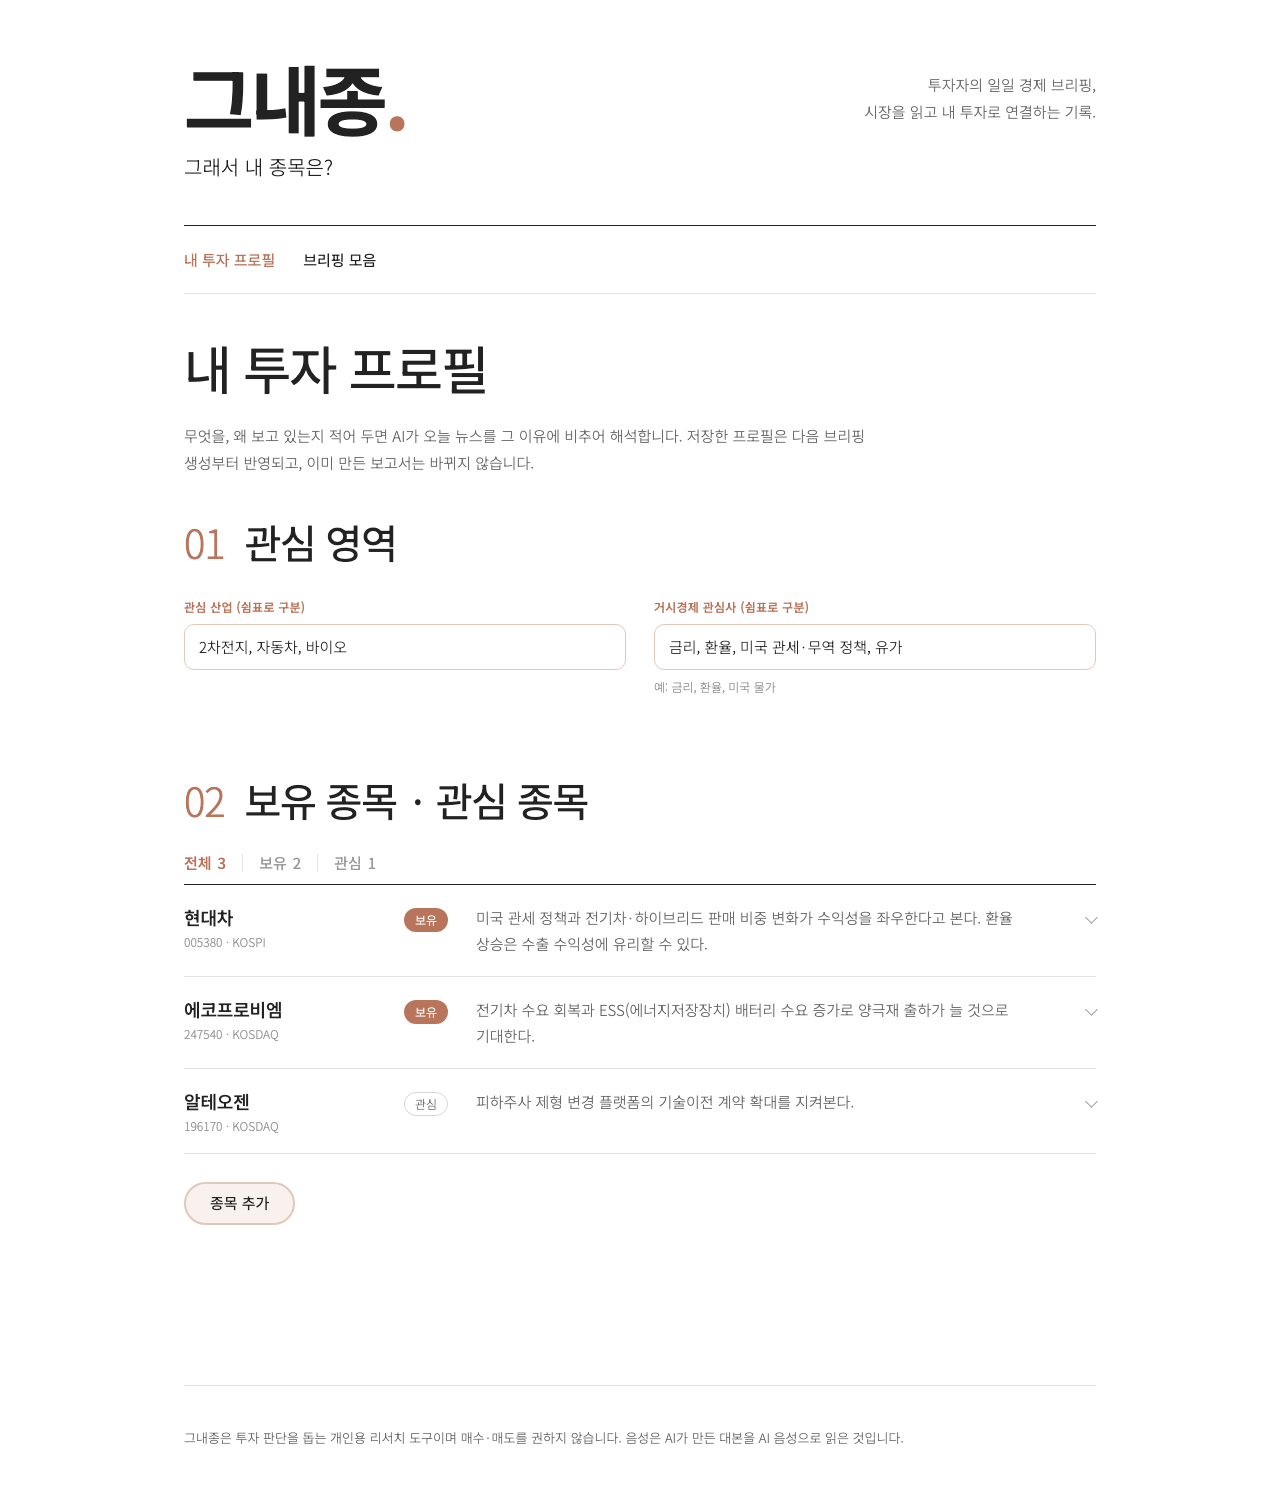 그내종.
그래서 내 종목은?
투자자의 일일 경제 브리핑,
시장을 읽고 내 투자로 연결하는 기록.
내 투자 프로필 브리핑 모음
내 투자 프로필
무엇을, 왜 보고 있는지 적어 두면 AI가 오늘 뉴스를 그 이유에 비추어 해석합니다. 저장한 프로필은 다음 브리핑
생성부터 반영되고, 이미 만든 보고서는 바뀌지 않습니다.
01 관심 영역
관심 산업 (쉼표로 구분)
2차전지, 자동차, 바이오
거시경제 관심사 (쉼표로 구분)
금리, 환율, 미국 관세·무역 정책, 유가
예: 금리, 환율, 미국 물가
02 보유 종목 · 관심 종목
전체 3 보유 2 관심 1
현대차
005380 · KOSPI
보유
미국 관세 정책과 전기차·하이브리드 판매 비중 변화가 수익성을 좌우한다고 본다. 환율
상승은 수출 수익성에 유리할 수 있다.
에코프로비엠
247540 · KOSDAQ
보유
전기차 수요 회복과 ESS(에너지저장장치) 배터리 수요 증가로 양극재 출하가 늘 것으로
기대한다.
알테오젠
196170 · KOSDAQ
관심
피하주사 제형 변경 플랫폼의 기술이전 계약 확대를 지켜본다.
종목 추가
그내종은 투자 판단을 돕는 개인용 리서치 도구이며 매수·매도를 권하지 않습니다. 음성은 AI가 만든 대본을 AI 음성으로 읽은 것입니다.